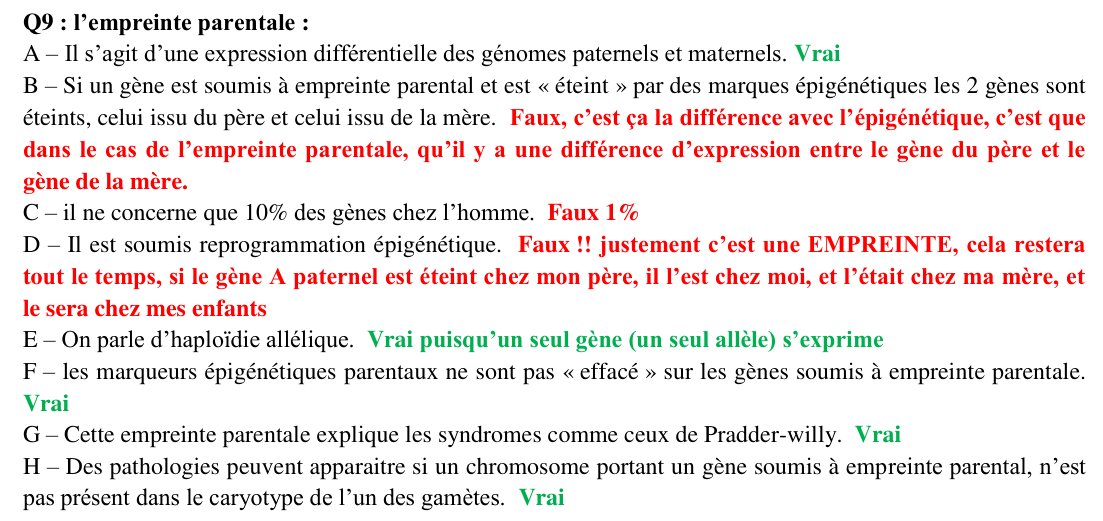 Q9 : l’empreinte parentale :
A – Il s’agit d’une expression différentielle des génomes paternels et maternels. Vrai
B – Si un gène est soumis à empreinte parental et est « éteint » par des marques épigénétiques les 2 gènes sont
éteints, celui issu du père et celui issu de la mère. Faux, c’est ça la différence avec l’épigénétique, c’est que
dans le cas de l’empreinte parentale, qu’il y a une différence d’expression entre le gène du père et le
gène de la mère.
C – il ne concerne que 10% des gènes chez l’homme. Faux 1%
D – Il est soumis reprogrammation épigénétique. Faux !! justement c’est une EMPREINTE, cela restera
tout le temps, si le gène A paternel est éteint chez mon père, il l’est chez moi, et l’était chez ma mère, et
le sera chez mes enfants
E – On parle d’haploïdie allélique. Vrai puisqu’un seul gène (un seul allèle) s’exprime
F – les marqueurs épigénétiques parentaux ne sont pas « effacé » sur les gènes soumis à empreinte parentale.
Vrai
G – Cette empreinte parentale explique les syndromes comme ceux de Pradder-willy. Vrai
H – Des pathologies peuvent apparaitre si un chromosome portant un gène soumis à empreinte parental, n’est
pas présent dans le caryotype de l’un des gamètes. Vrai